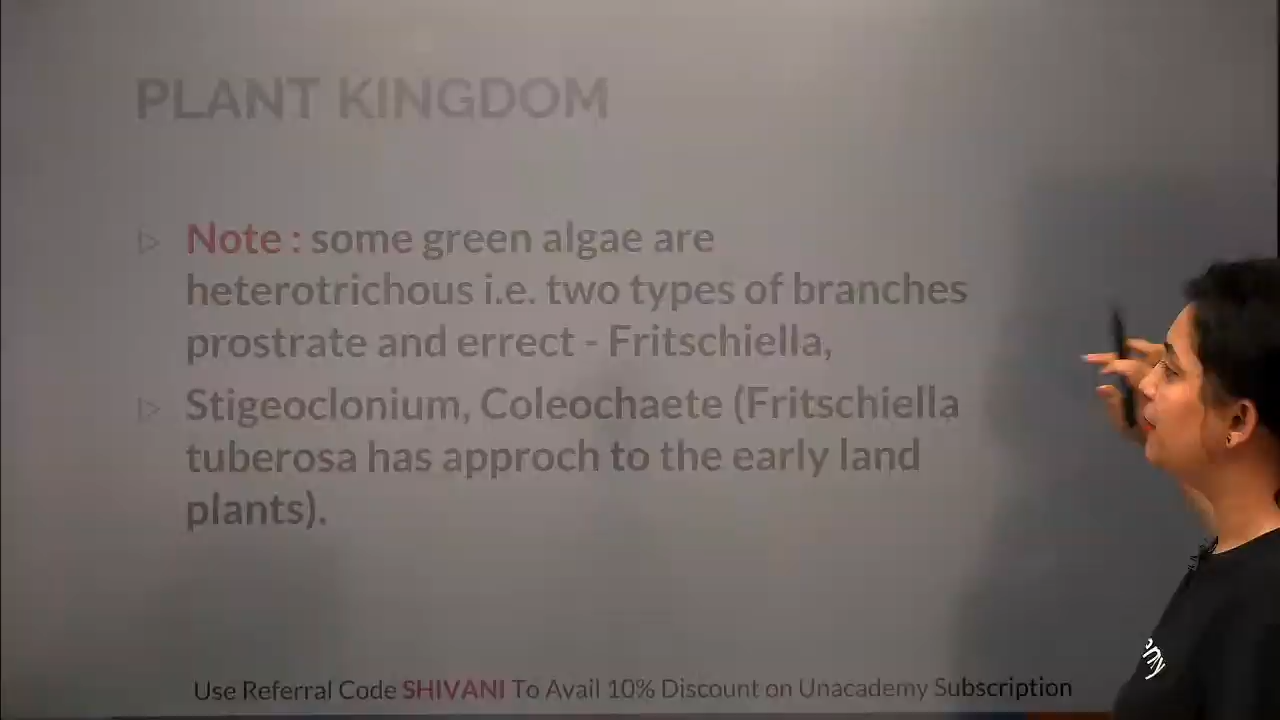 PLANT KINGDOM
Note : some green algae are
heterotrichous i.e. two types of branches
prostrate and errect - Fritschiella,
Stigeoclonium, Coleochaete (Fritschiella
tuberosa has approch to the early land
plants).
Use Referral Code SHIVANI To Avail 10% Discount on Unacademy Subscription